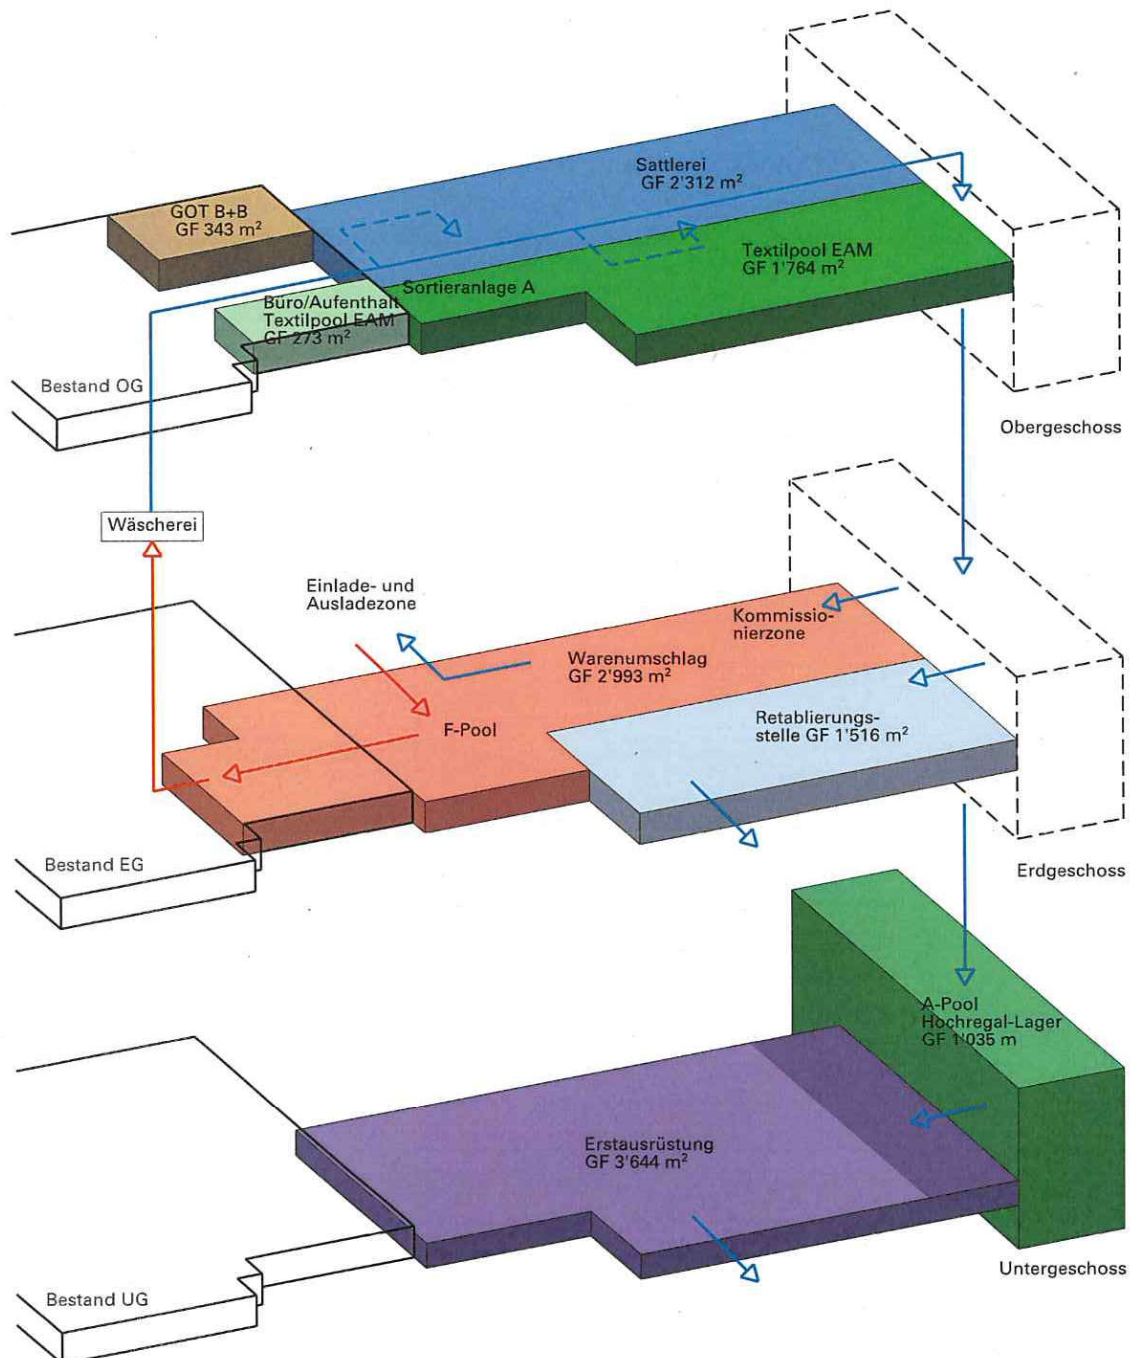 Sattlerei
GF 2'312 m²
GOT B+B
GF 343 m²
Textilpool EAM
GF 1'764 m²
Sortieranlage A
Büro/Aufenthalt
Textilpool EAM
GF 273 m²
Bestand OG
Obergeschoss
Wäscherei
Einlade- und
Ausladezone
Kommissio-
nierzone
Warenumschlag
GF 2'993 m²
Retablierungs-
stelle GF 1'516 m²
F-Pool
Bestand EG
Erdgeschoss
A-Pool
Hochregal-Lager
GF 1'035 m
Erstausrüstung
GF 3'644 m²
Untergeschoss
Bestand UG